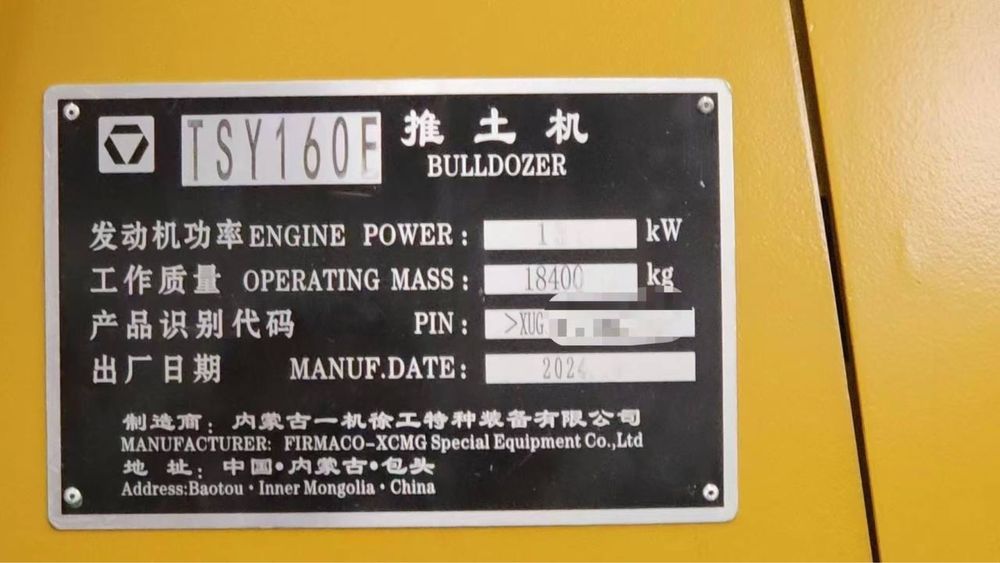 TSY160F 推土机
BULLDOZER
发动机功率 ENGINE POWER: kW
工作质量 OPERATING MASS: 18400 kg
产品识别代码 PIN: >XUG
出厂日期 MANUF.DATE: 2024
制造商: 内蒙古一机徐工特种装备有限公司
MANUFACTURER: FIRMACO-XCMG Special Equipment Co.,Ltd
地 址: 中国·内蒙古·包头
Address:Baotou·Inner Mongolia·China